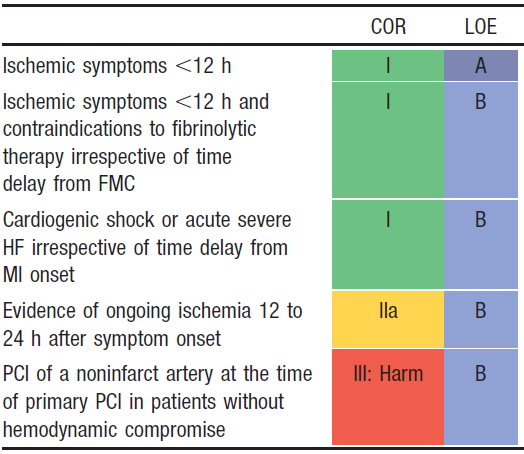 COR LOE
Ischemic symptoms <12 h I A
Ischemic symptoms <12 h and I B
contraindications to fibrinolytic
therapy irrespective of time
delay from FMC
Cardiogenic shock or acute severe I B
HF irrespective of time delay from
MI onset
Evidence of ongoing ischemia 12 to IIa B
24 h after symptom onset
PCI of a noninfarct artery at the time III: Harm B
of primary PCI in patients without
hemodynamic compromise